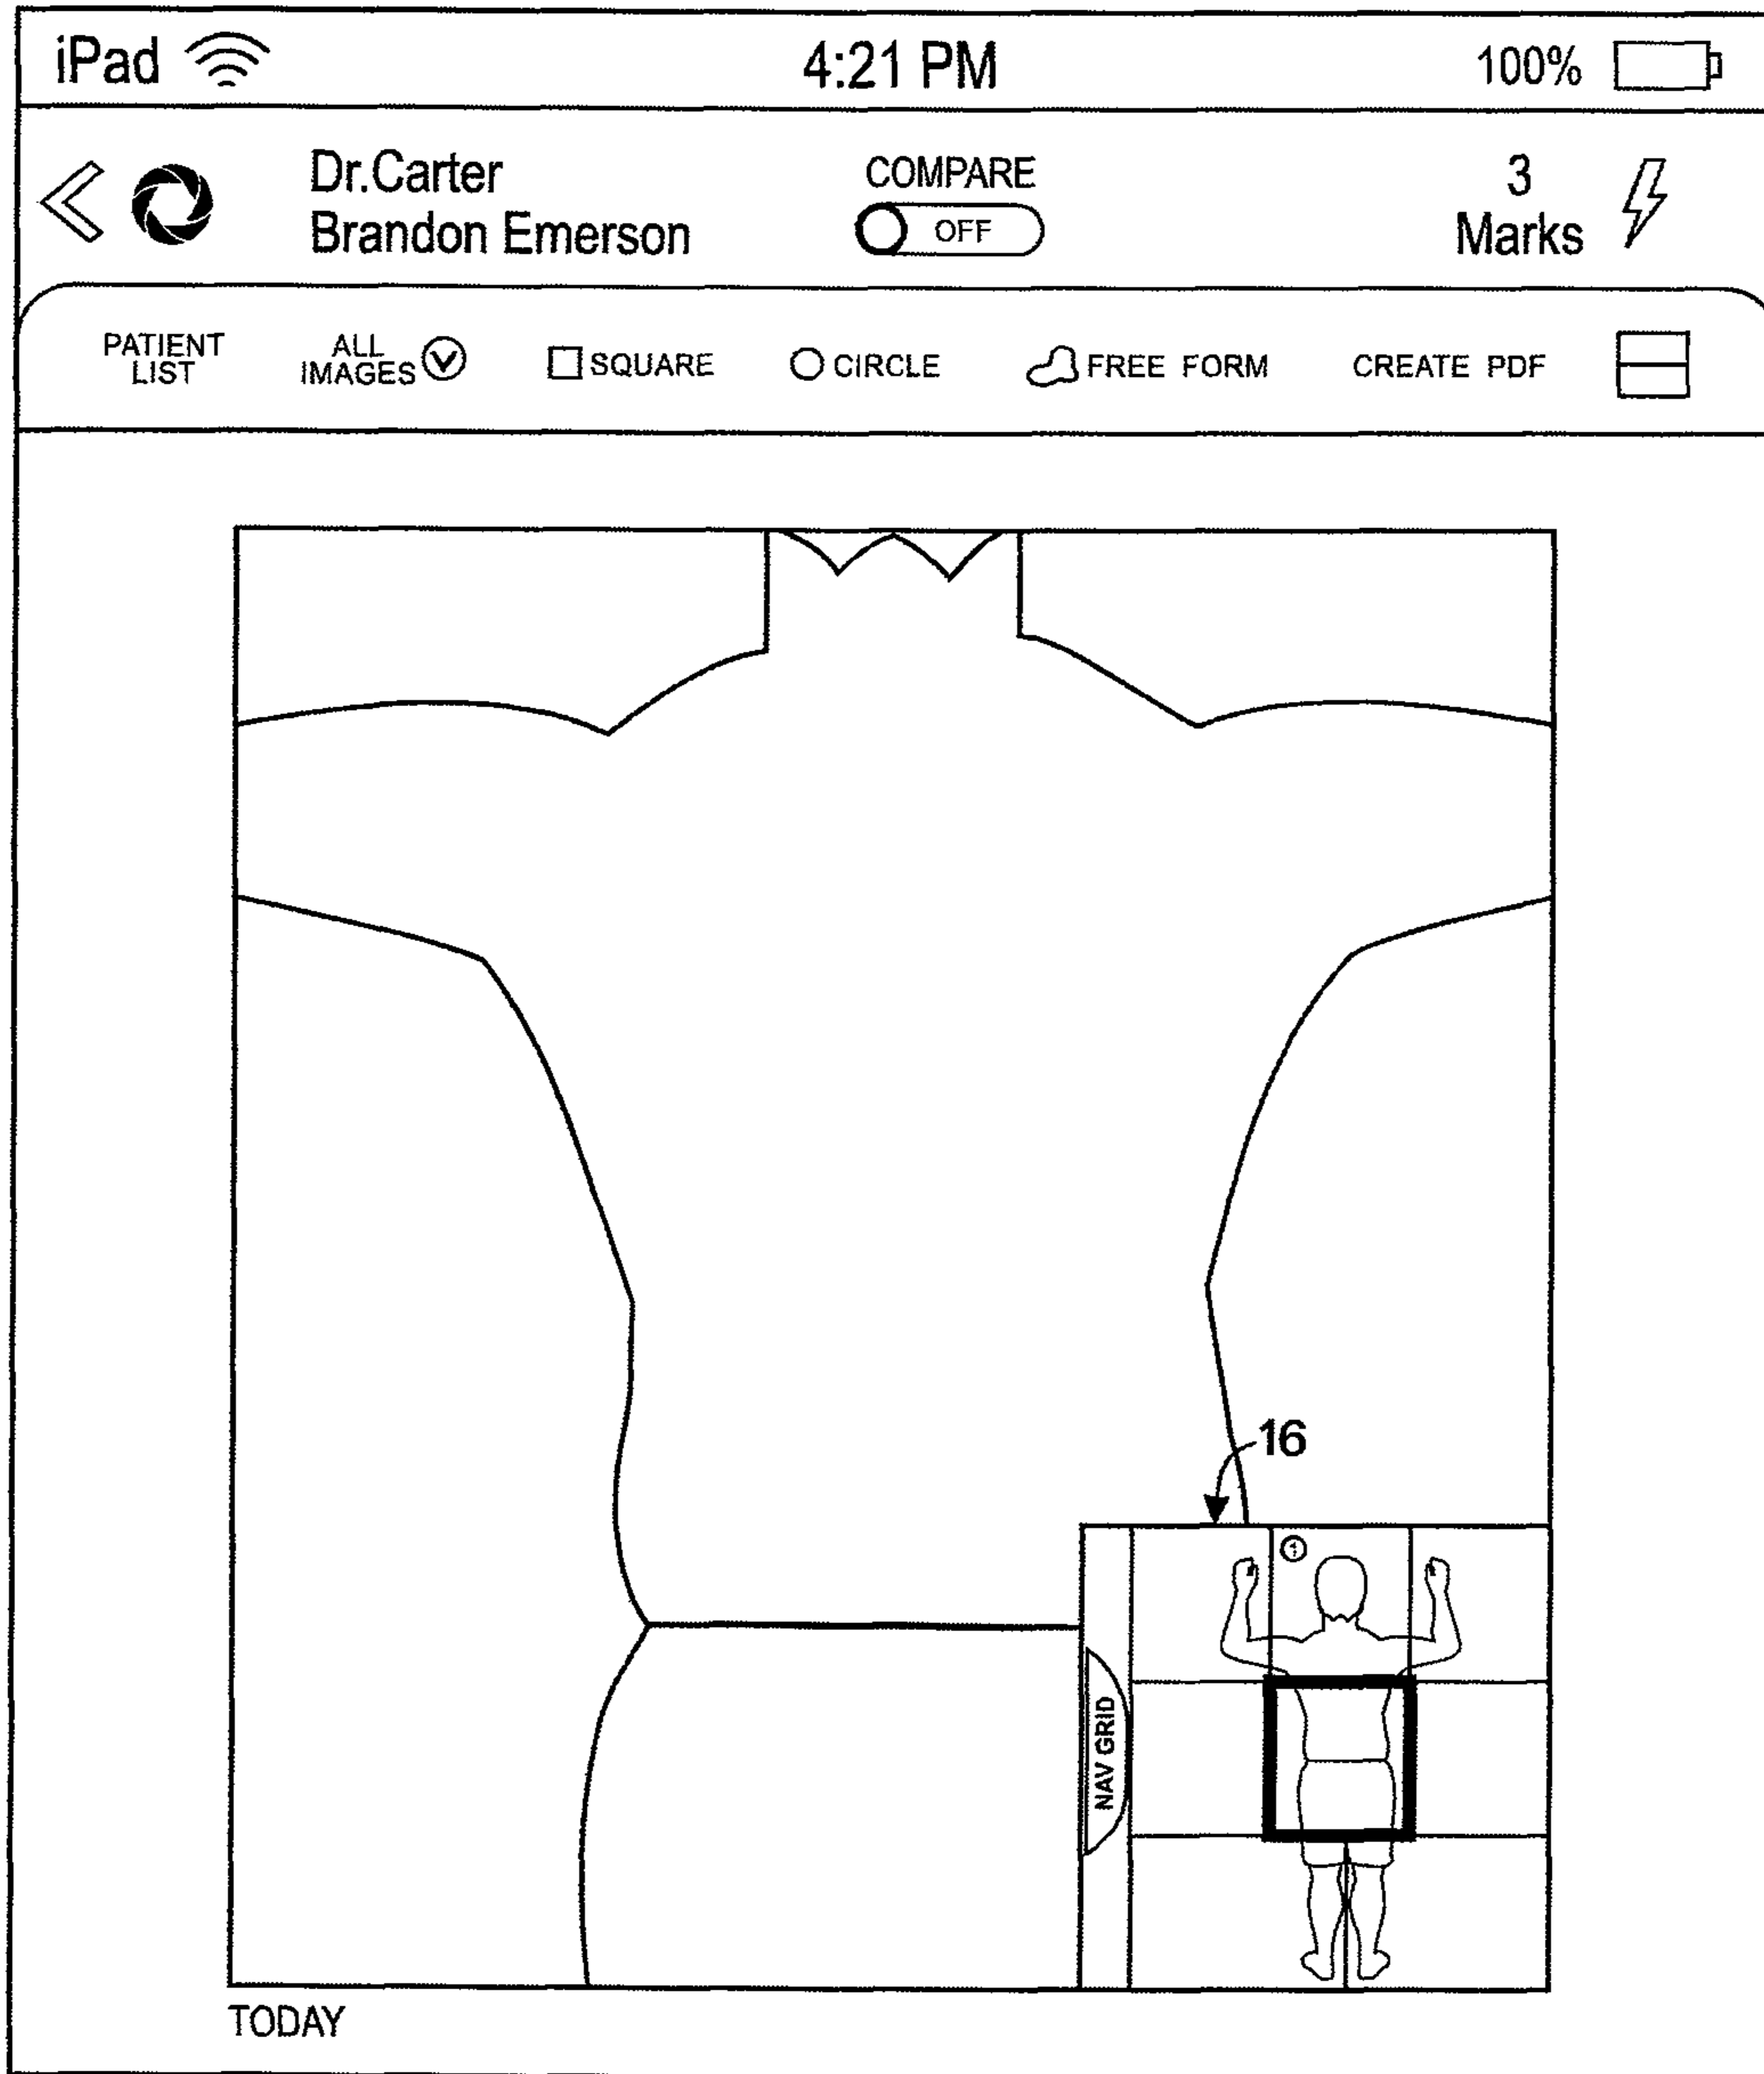 iPad 4:21 PM 100%
Dr.Carter
Brandon Emerson
COMPARE
OFF
3
Marks
PATIENT
LIST
ALL
IMAGES
SQUARE
CIRCLE
FREE FORM
CREATE PDF
16
1
NAV GRID
TODAY